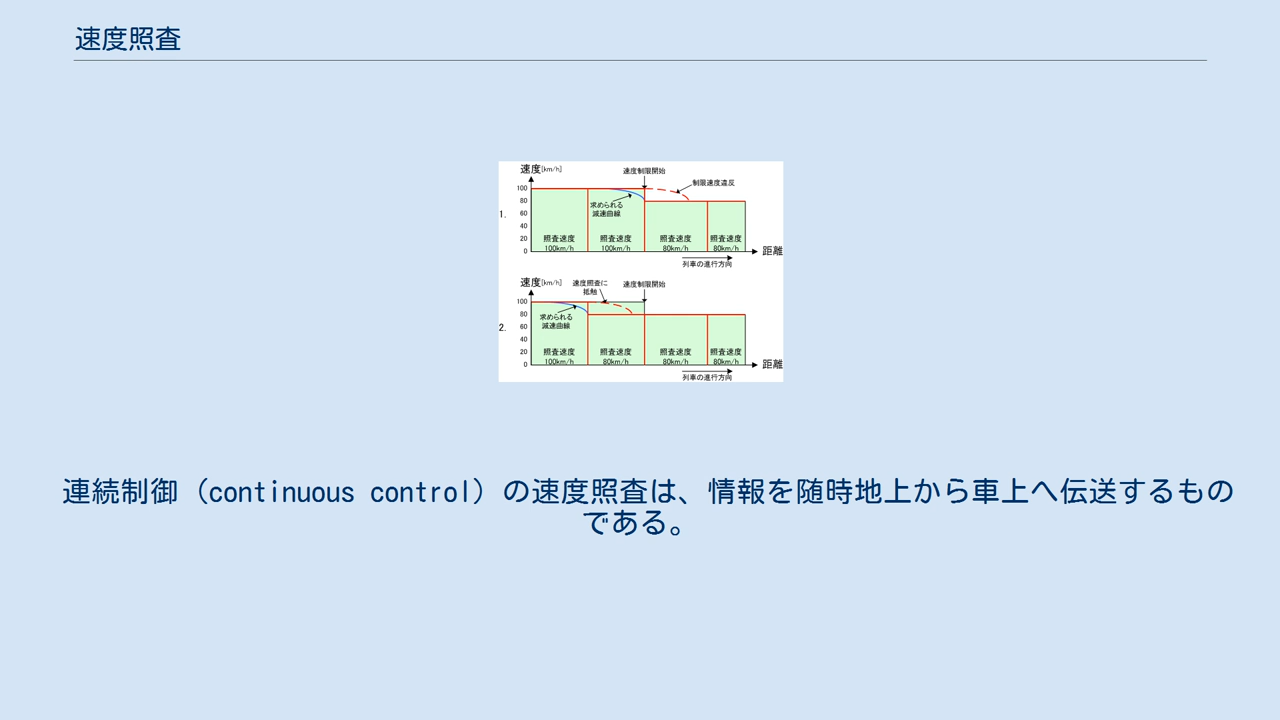 速度照査
速度[km/h]
速度制限開始
制限速度違反
100
80
60
40
20
0
1.
求められる
減速曲線
照査速度
100km/h
照査速度
100km/h
照査速度
80km/h
照査速度
80km/h
距離
列車の進行方向
速度[km/h]
速度照査に
抵触
速度制限開始
100
80
60
40
20
0
2.
求められる
減速曲線
照査速度
100km/h
照査速度
80km/h
照査速度
80km/h
照査速度
80km/h
距離
列車の進行方向
連続制御（continuous control）の速度照査は、情報を随時地上から車上へ伝送するもの
である。